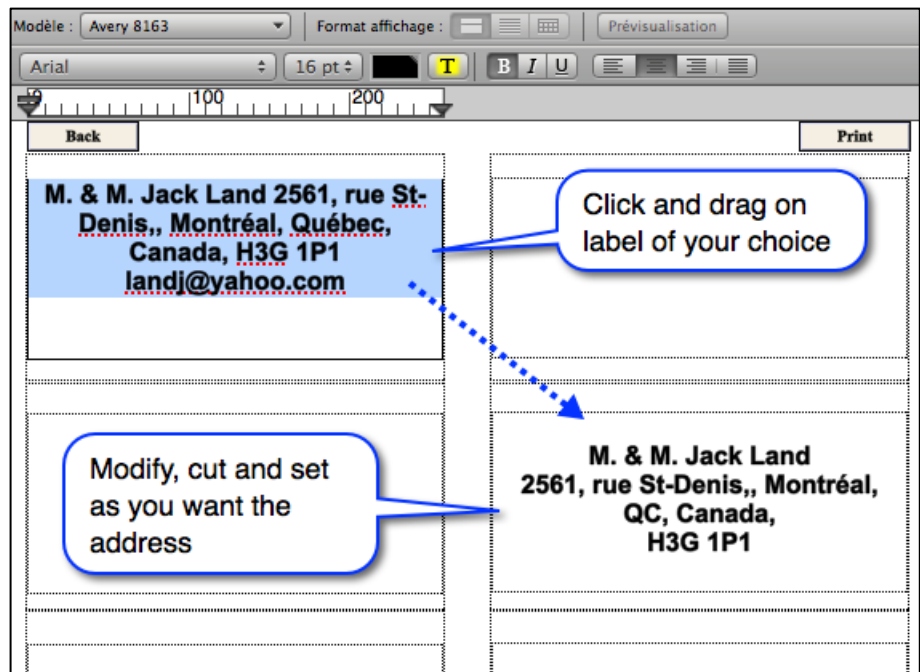 Modèle : Avery 8163 Format affichage : Prévisualisation
Arial 16 pt T B I U
0 100 200
Back Print
M. & M. Jack Land 2561, rue St-
Denis,, Montréal, Québec,
Canada, H3G 1P1
landj@yahoo.com
Click and drag on
label of your choice
Modify, cut and set
as you want the
address
M. & M. Jack Land
2561, rue St-Denis,, Montréal,
QC, Canada,
H3G 1P1